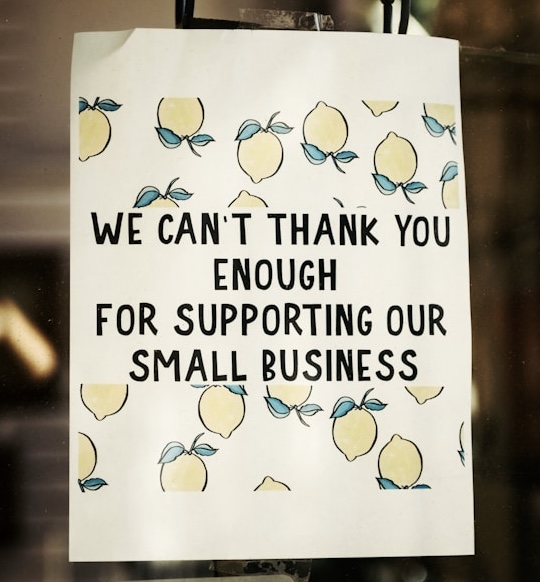 WE CAN'T THANK YOU
ENOUGH
FOR SUPPORTING OUR
SMALL BUSINESS